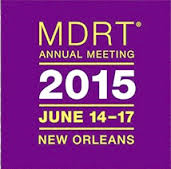 MDRT®
ANNUAL MEETING
2015
JUNE 14–17
NEW ORLEANS